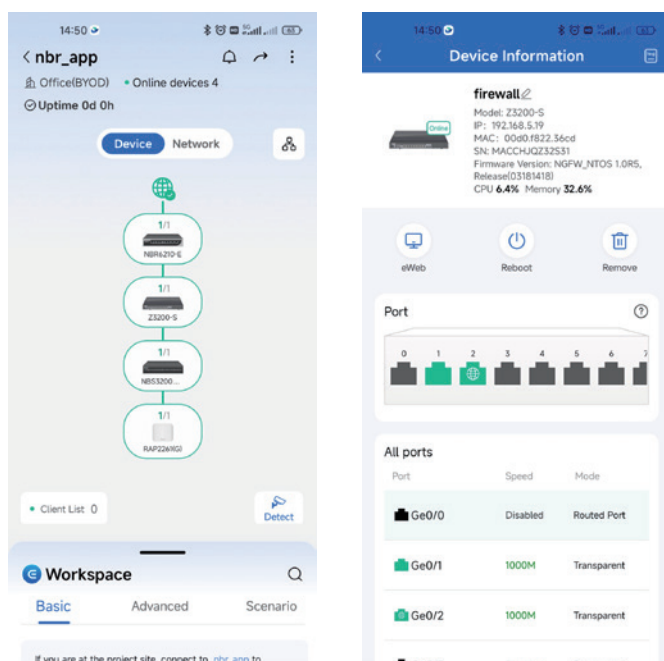 14:50
63
nbr_app
Office(BYOD)
Online devices 4
Uptime 0d 0h
Device
Network
1/1
NBR6210-E
1/1
Z3200-S
1/1
NBS3200...
1/1
RAP2261(G)
Client List 0
Detect
Workspace
Basic
Advanced
Scenario
If you are at the project site, connect to nbr_app to
14:50
Device Information
Online
firewall
Model: Z3200-S
IP: 192.168.5.19
MAC: 00d0.f822.36cd
SN: MACCHJQZ32S31
Firmware Version: NGFW_NTOS 1.0R5,
Release(03181418)
CPU 6.4% Memory 32.6%
eWeb
Reboot
Remove
Port
0 1 2 3 4 5 6 7
All ports
Port Speed Mode
Ge0/0 Disabled Routed Port
Ge0/1 1000M Transparent
Ge0/2 1000M Transparent